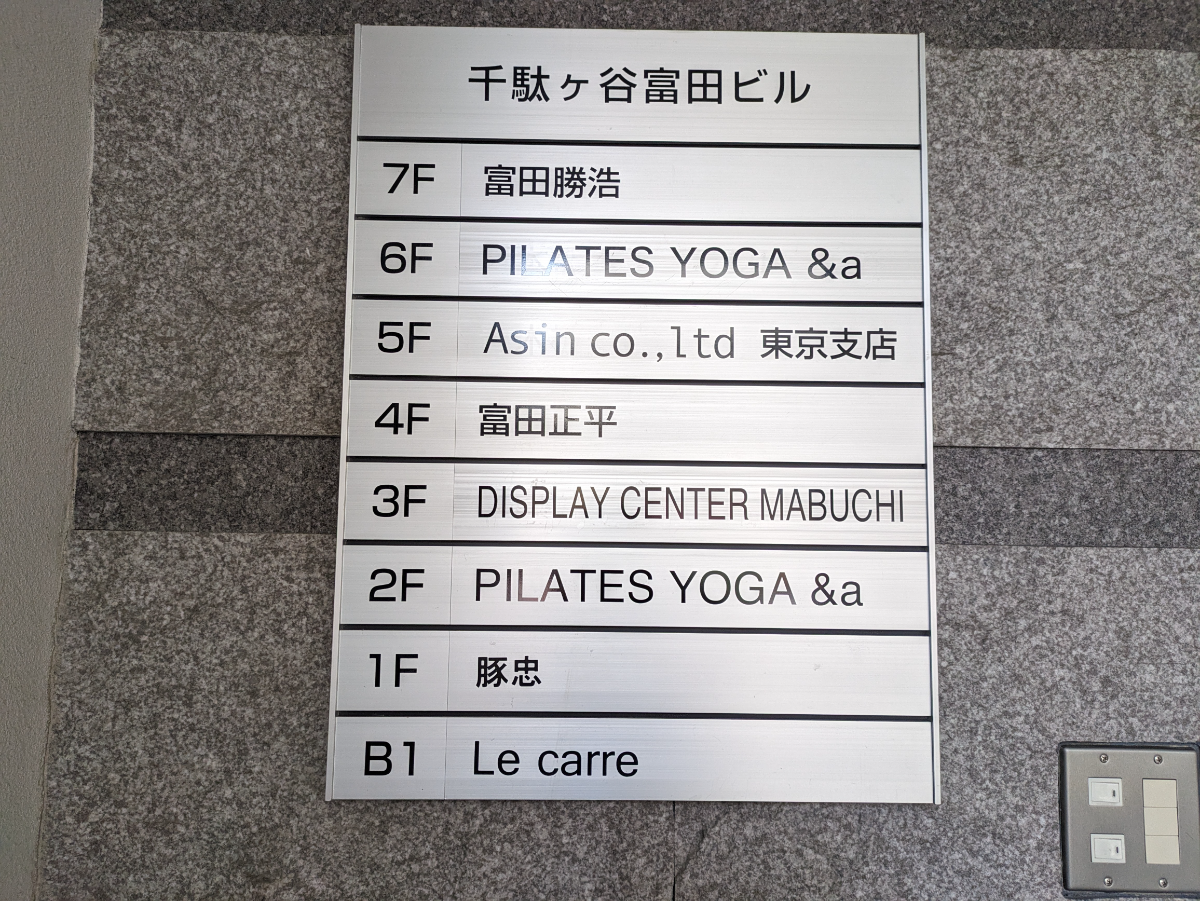 千駄ヶ谷富田ビル
7F 富田勝浩
6F PILATES YOGA &a
5F Asin co.,ltd 東京支店
4F 富田正平
3F DISPLAY CENTER MABUCHI
2F PILATES YOGA &a
1F 豚忠
B1 Le carre